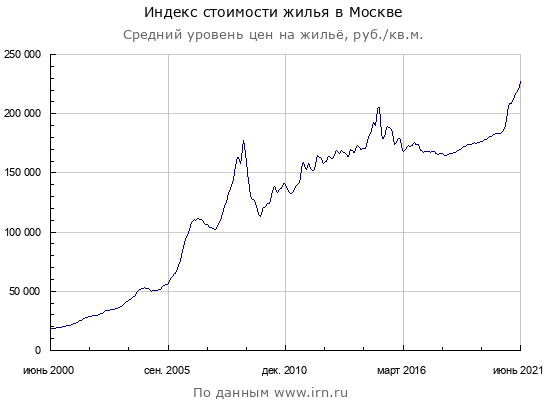 Индекс стоимости жилья в Москве
Средний уровень цен на жильё, руб./кв.м.
250 000
200 000
150 000
100 000
50 000
0
июнь 2000 сен. 2005 дек. 2010 март 2016 июнь 2021
По данным www.irn.ru